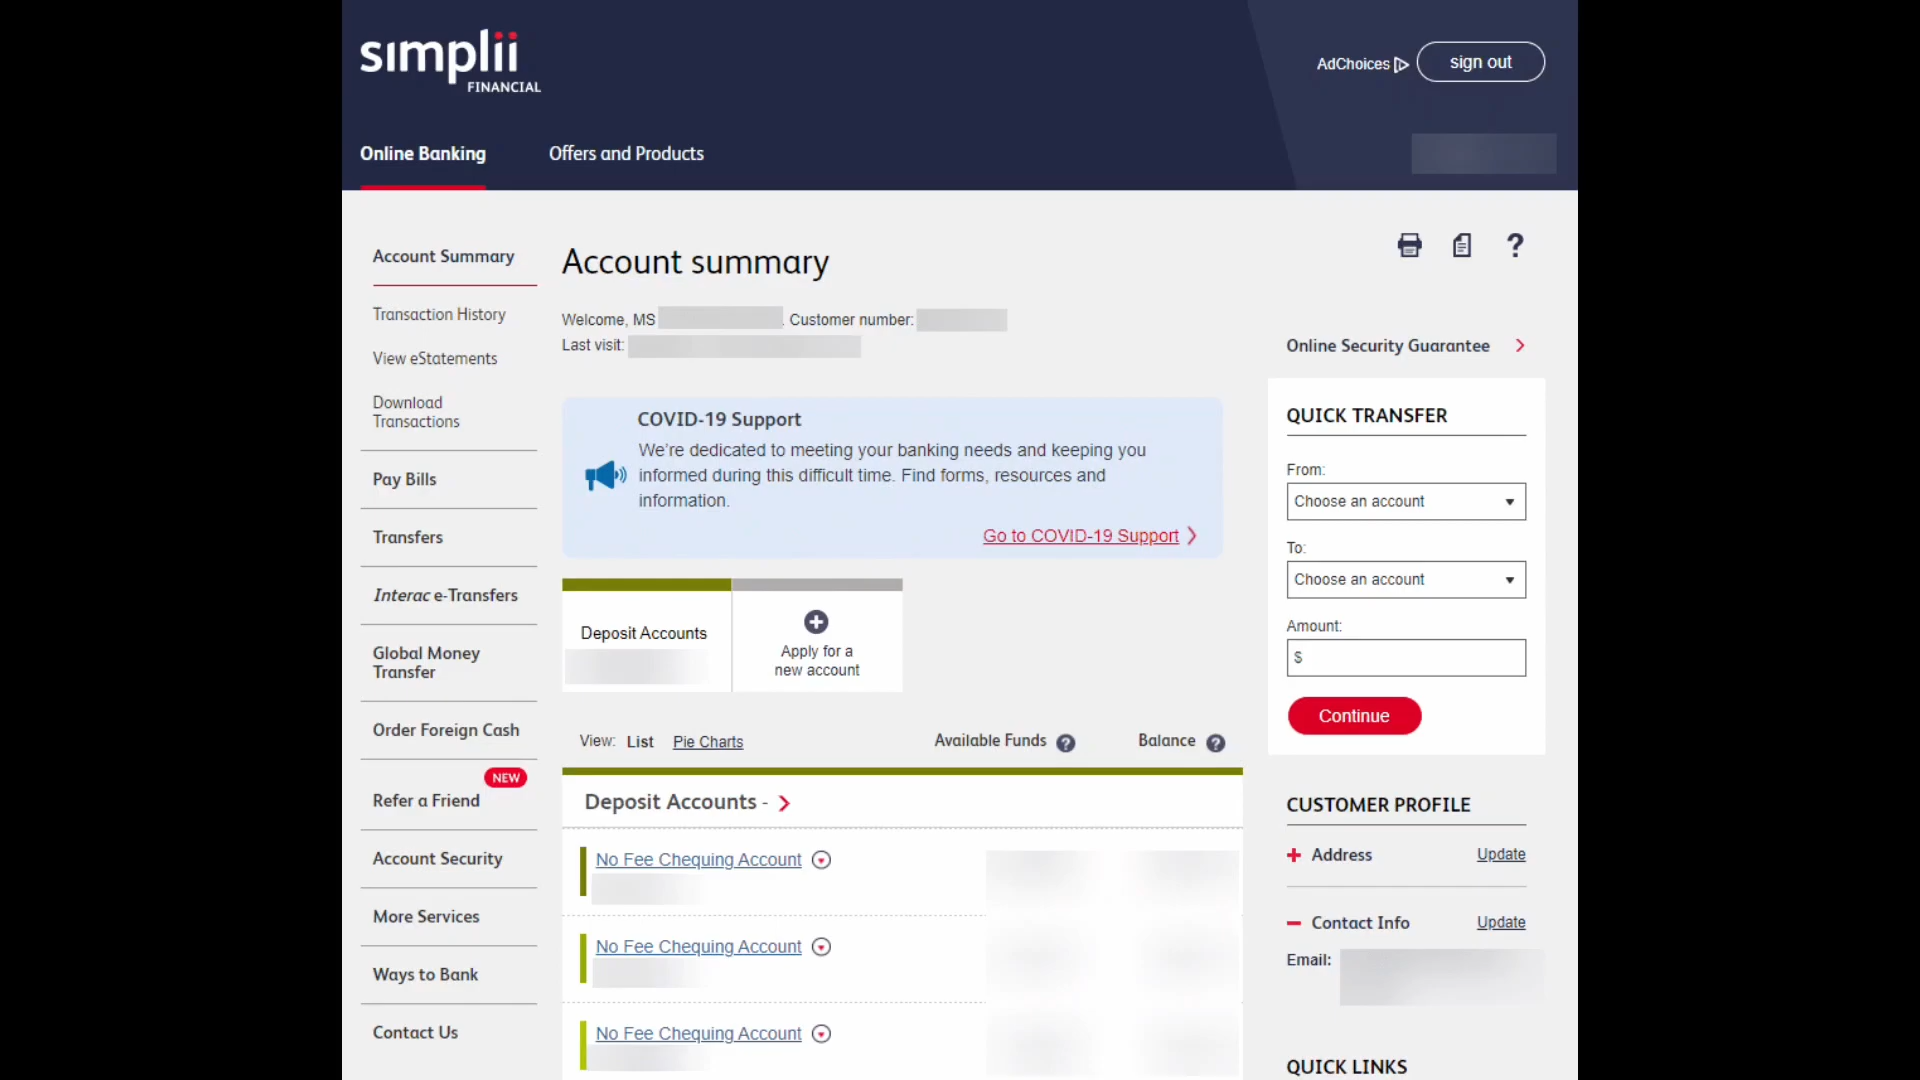 simplii
FINANCIAL
AdChoices
sign out
Online Banking
Offers and Products
Account Summary
Transaction History
View eStatements
Download
Transactions
Pay Bills
Transfers
Interac e-Transfers
Global Money
Transfer
Order Foreign Cash
NEW
Refer a Friend
Account Security
More Services
Ways to Bank
Contact Us
Account summary
Welcome, MS . Customer number:
Last visit:
COVID-19 Support
We're dedicated to meeting your banking needs and keeping you
informed during this difficult time. Find forms, resources and
information.
Go to COVID-19 Support
Deposit Accounts
Apply for a
new account
View: List Pie Charts
Available Funds ?
Balance ?
Deposit Accounts -
No Fee Chequing Account
No Fee Chequing Account
No Fee Chequing Account
?
Online Security Guarantee
QUICK TRANSFER
From:
Choose an account
To:
Choose an account
Amount:
$
Continue
CUSTOMER PROFILE
Address Update
Contact Info Update
Email:
QUICK LINKS